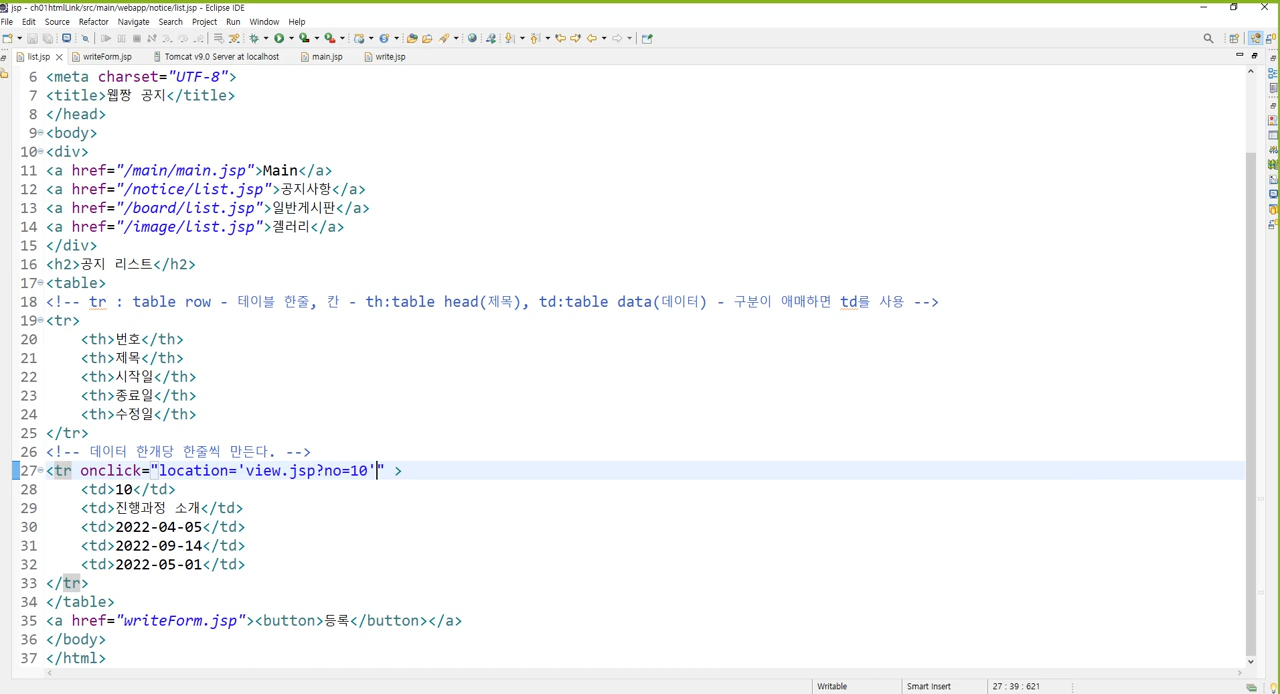 jsp - ch01htmlLink/src/main/webapp/notice/list.jsp - Eclipse IDE
File Edit Source Refactor Navigate Search Project Run Window Help
list.jsp writeForm.jsp Tomcat v9.0 Server at localhost main.jsp write.jsp
6 <meta charset="UTF-8">
7 <title>웹짱 공지</title>
8 </head>
9 <body>
10 <div>
11 <a href="/main/main.jsp">Main</a>
12 <a href="/notice/list.jsp">공지사항</a>
13 <a href="/board/list.jsp">일반게시판</a>
14 <a href="/image/list.jsp">갤러리</a>
15 </div>
16 <h2>공지 리스트</h2>
17 <table>
18 <!-- tr : table row - 테이블 한줄, 칸 - th:table head(제목), td:table data(데이터) - 구분이 애매하면 td를 사용 -->
19 <tr>
20 <th>번호</th>
21 <th>제목</th>
22 <th>시작일</th>
23 <th>종료일</th>
24 <th>수정일</th>
25 </tr>
26 <!-- 데이터 한개당 한줄씩 만든다. -->
27 <tr onclick="location='view.jsp?no=10'" >
28 <td>10</td>
29 <td>진행과정 소개</td>
30 <td>2022-04-05</td>
31 <td>2022-09-14</td>
32 <td>2022-05-01</td>
33 </tr>
34 </table>
35 <a href="writeForm.jsp"><button>등록</button></a>
36 </body>
37 </html>
Writable Smart Insert 27 : 39 : 621